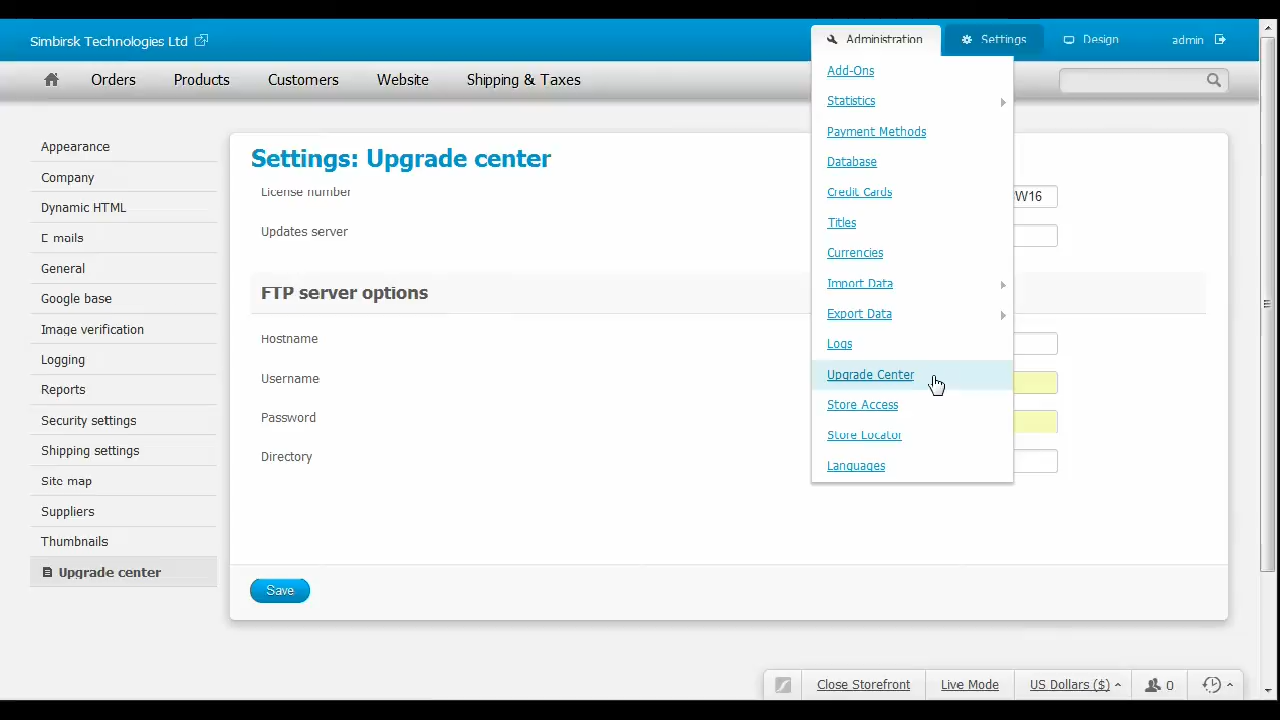 Simbirsk Technologies Ltd
Administration
Settings
Design
admin
Orders
Products
Customers
Website
Shipping & Taxes
Appearance
Company
Dynamic HTML
E-mails
General
Google base
Image verification
Logging
Reports
Security settings
Shipping settings
Site map
Suppliers
Thumbnails
Upgrade center
Settings: Upgrade center
License number
W16
Updates server
FTP server options
Hostname
Username
Password
Directory
Save
Add-Ons
Statistics
Payment Methods
Database
Credit Cards
Titles
Currencies
Import Data
Export Data
Logs
Upgrade Center
Store Access
Store Locator
Languages
Close Storefront
Live Mode
US Dollars ($)
0